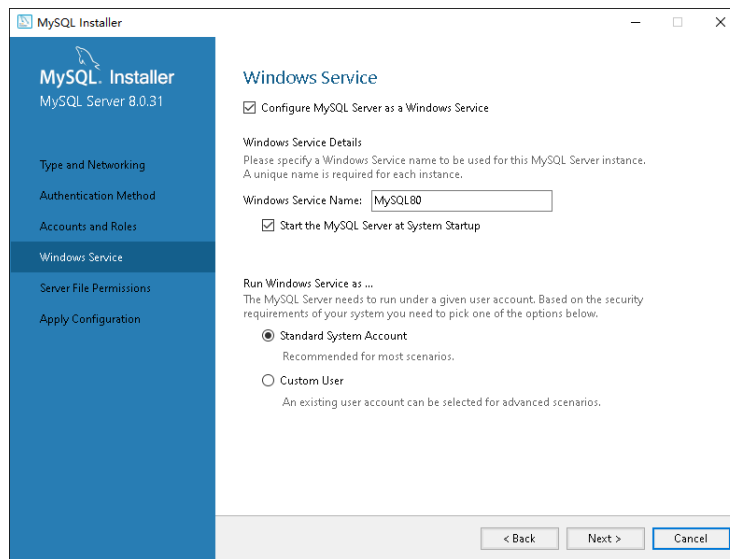 MySQL Installer
MySQL. Installer
MySQL Server 8.0.31
Type and Networking
Authentication Method
Accounts and Roles
Windows Service
Server File Permissions
Apply Configuration
Windows Service
Configure MySQL Server as a Windows Service
Windows Service Details
Please specify a Windows Service name to be used for this MySQL Server instance.
A unique name is required for each instance.
Windows Service Name: MySQL80
Start the MySQL Server at System Startup
Run Windows Service as ...
The MySQL Server needs to run under a given user account. Based on the security
requirements of your system you need to pick one of the options below.
Standard System Account
Recommended for most scenarios.
Custom User
An existing user account can be selected for advanced scenarios.
< Back Next > Cancel